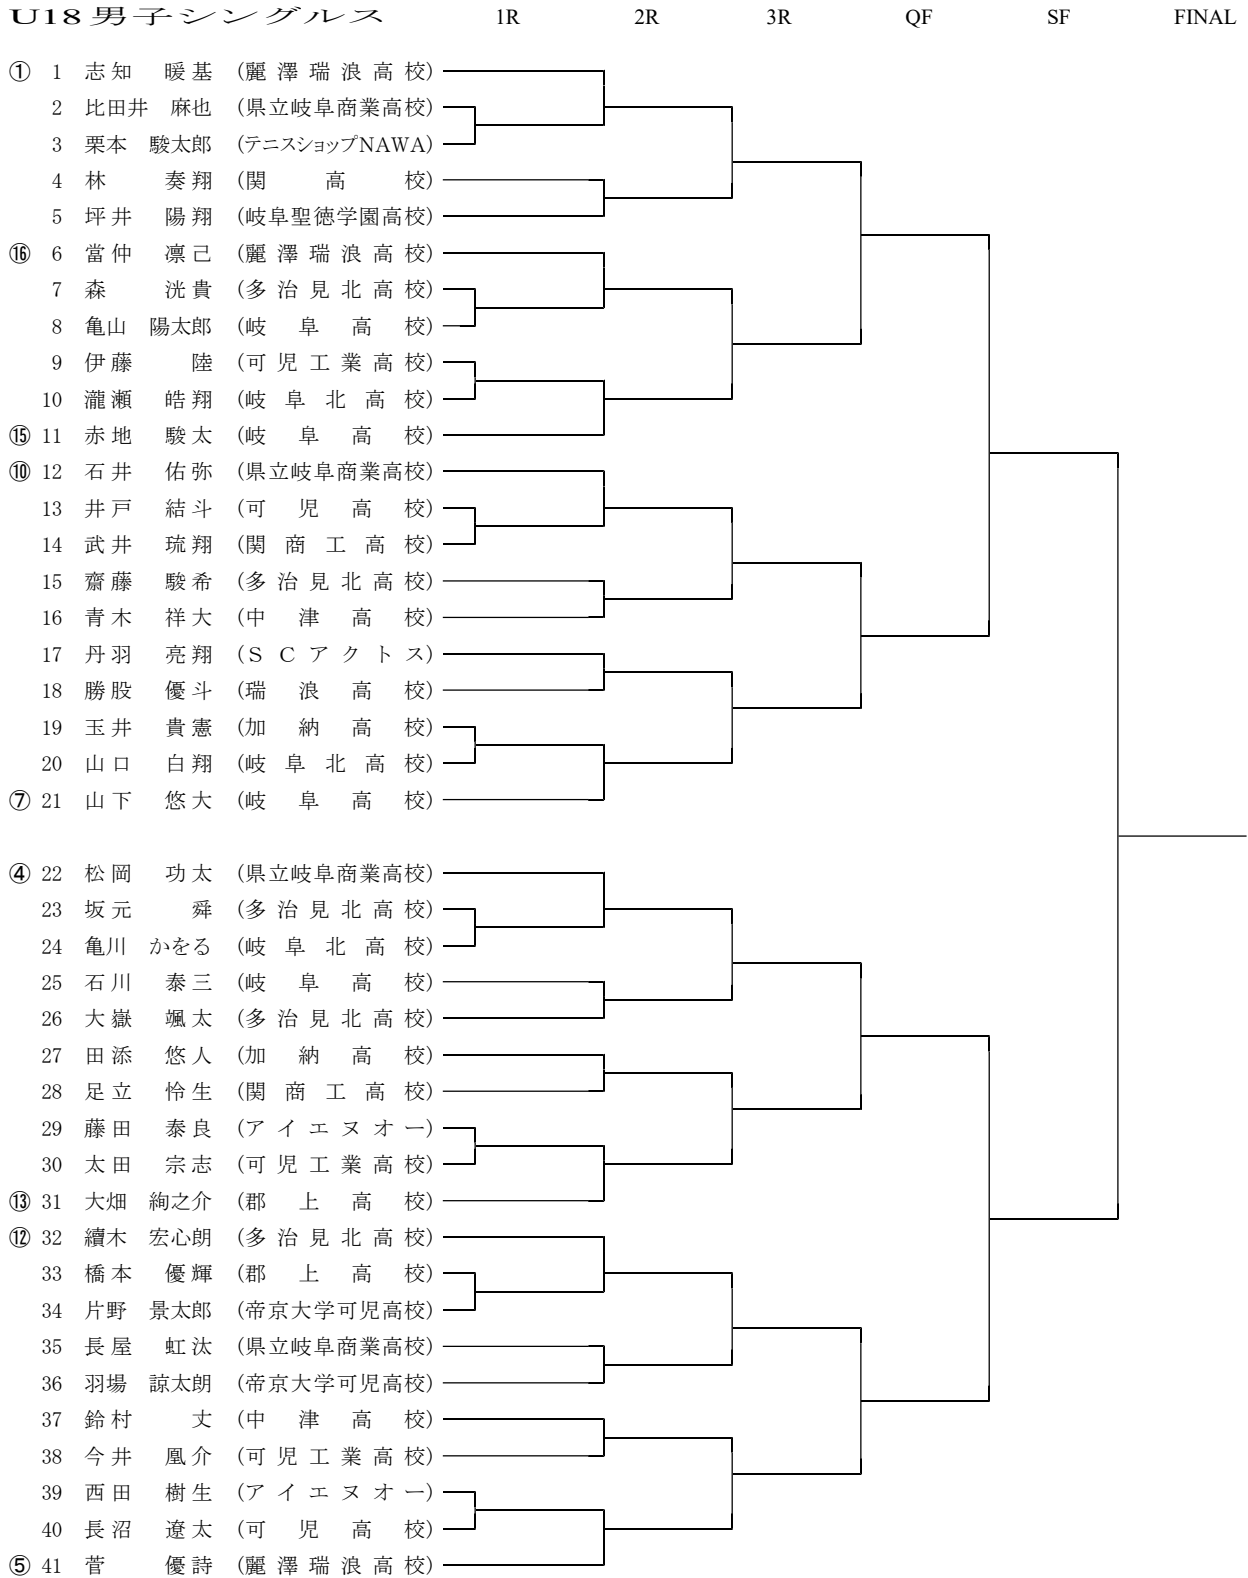 U18男子シングルス 1R 2R 3R QF SF FINAL
① 1 志知 暖基 (麗澤瑞浪高校)
2 比田井 麻也 (県立岐阜商業高校)
3 栗本 駿太郎 (テニスショップNAWA)
4 林 奏翔 (関高校)
5 坪井 陽翔 (岐阜聖徳学園高校)
⑯ 6 當仲 凛己 (麗澤瑞浪高校)
7 森 洸貴 (多治見北高校)
8 亀山 陽太郎 (岐阜高校)
9 伊藤 陸 (可児工業高校)
10 瀧瀬 皓翔 (岐阜北高校)
⑮ 11 赤地 駿太 (岐阜高校)
⑩ 12 石井 佑弥 (県立岐阜商業高校)
13 井戸 結斗 (可児高校)
14 武井 琉翔 (関商工高校)
15 齋藤 駿希 (多治見北高校)
16 青木 祥大 (中津高校)
17 丹羽 亮翔 (SCアクトス)
18 勝股 優斗 (瑞浪高校)
19 玉井 貴憲 (加納高校)
20 山口 白翔 (岐阜北高校)
⑦ 21 山下 悠大 (岐阜高校)
④ 22 松岡 功太 (県立岐阜商業高校)
23 坂元 舜 (多治見北高校)
24 亀川 かをる (岐阜北高校)
25 石川 泰三 (岐阜高校)
26 大嶽 颯太 (多治見北高校)
27 田添 悠人 (加納高校)
28 足立 怜生 (関商工高校)
29 藤田 泰良 (アイエヌオー)
30 太田 宗志 (可児工業高校)
⑬ 31 大畑 絢之介 (郡上高校)
⑫ 32 續木 宏心朗 (多治見北高校)
33 橋本 優輝 (郡上高校)
34 片野 景太郎 (帝京大学可児高校)
35 長屋 虹汰 (県立岐阜商業高校)
36 羽場 諒太朗 (帝京大学可児高校)
37 鈴村 丈 (中津高校)
38 今井 凰介 (可児工業高校)
39 西田 樹生 (アイエヌオー)
40 長沼 遼太 (可児高校)
⑤ 41 菅 優詩 (麗澤瑞浪高校)